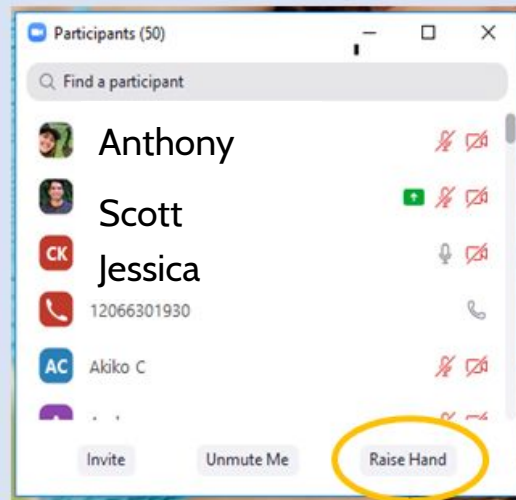 Participants (50)
Find a participant
Anthony
Scott
CK Jessica
12066301930
AC Akiko C
Invite Unmute Me Raise Hand